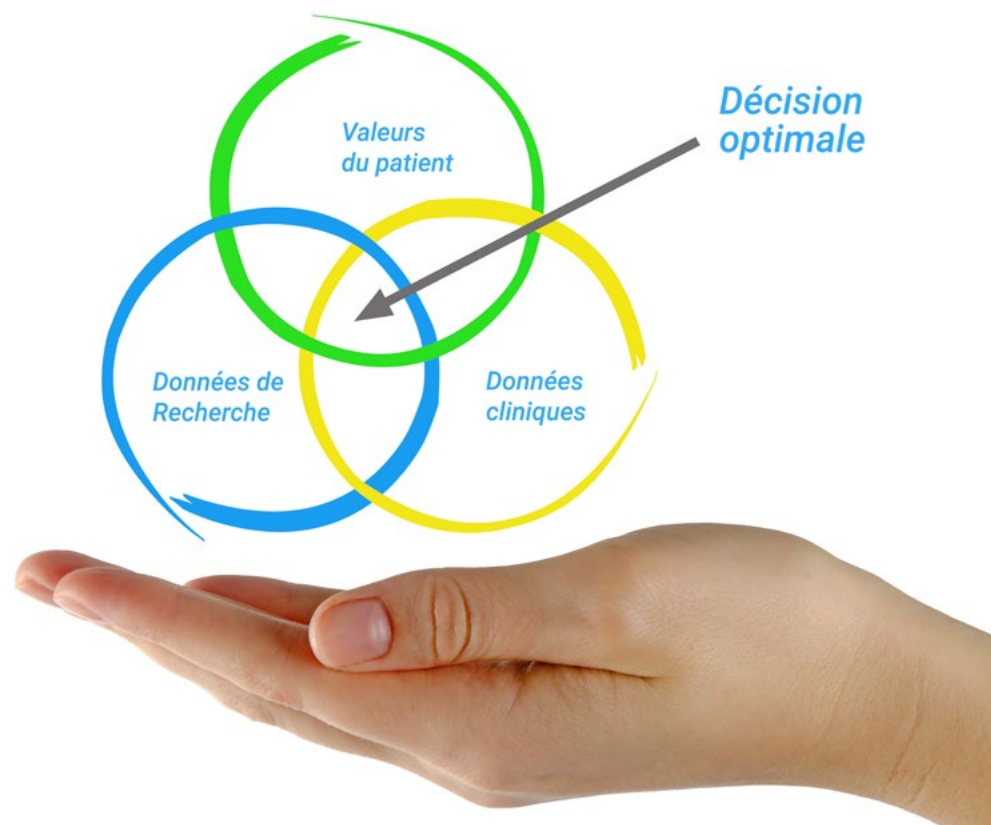 Valeurs
du patient
Décision
optimale
Données de
Recherche
Données
cliniques